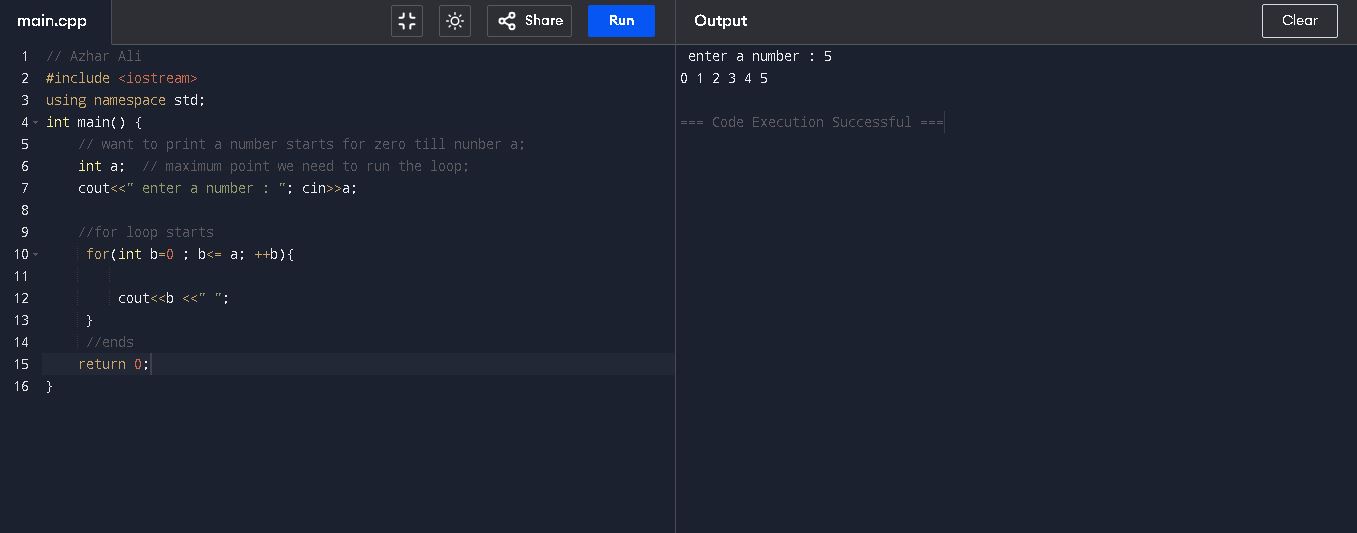 main.cpp
Share
Run
Output
Clear
1 // Azhar Ali
2 #include <iostream>
3 using namespace std;
4 int main() {
5 // want to print a number starts for zero till nunber a;
6 int a;  // maximum point we need to run the loop;
7 cout<<" enter a number : "; cin>>a;
8
9 //for loop starts
10 for(int b=0 ; b<= a; ++b){
11
12 cout<<b <<" ";
13 }
14 //ends
15 return 0;
16 }
enter a number : 5
0 1 2 3 4 5
=== Code Execution Successful ===